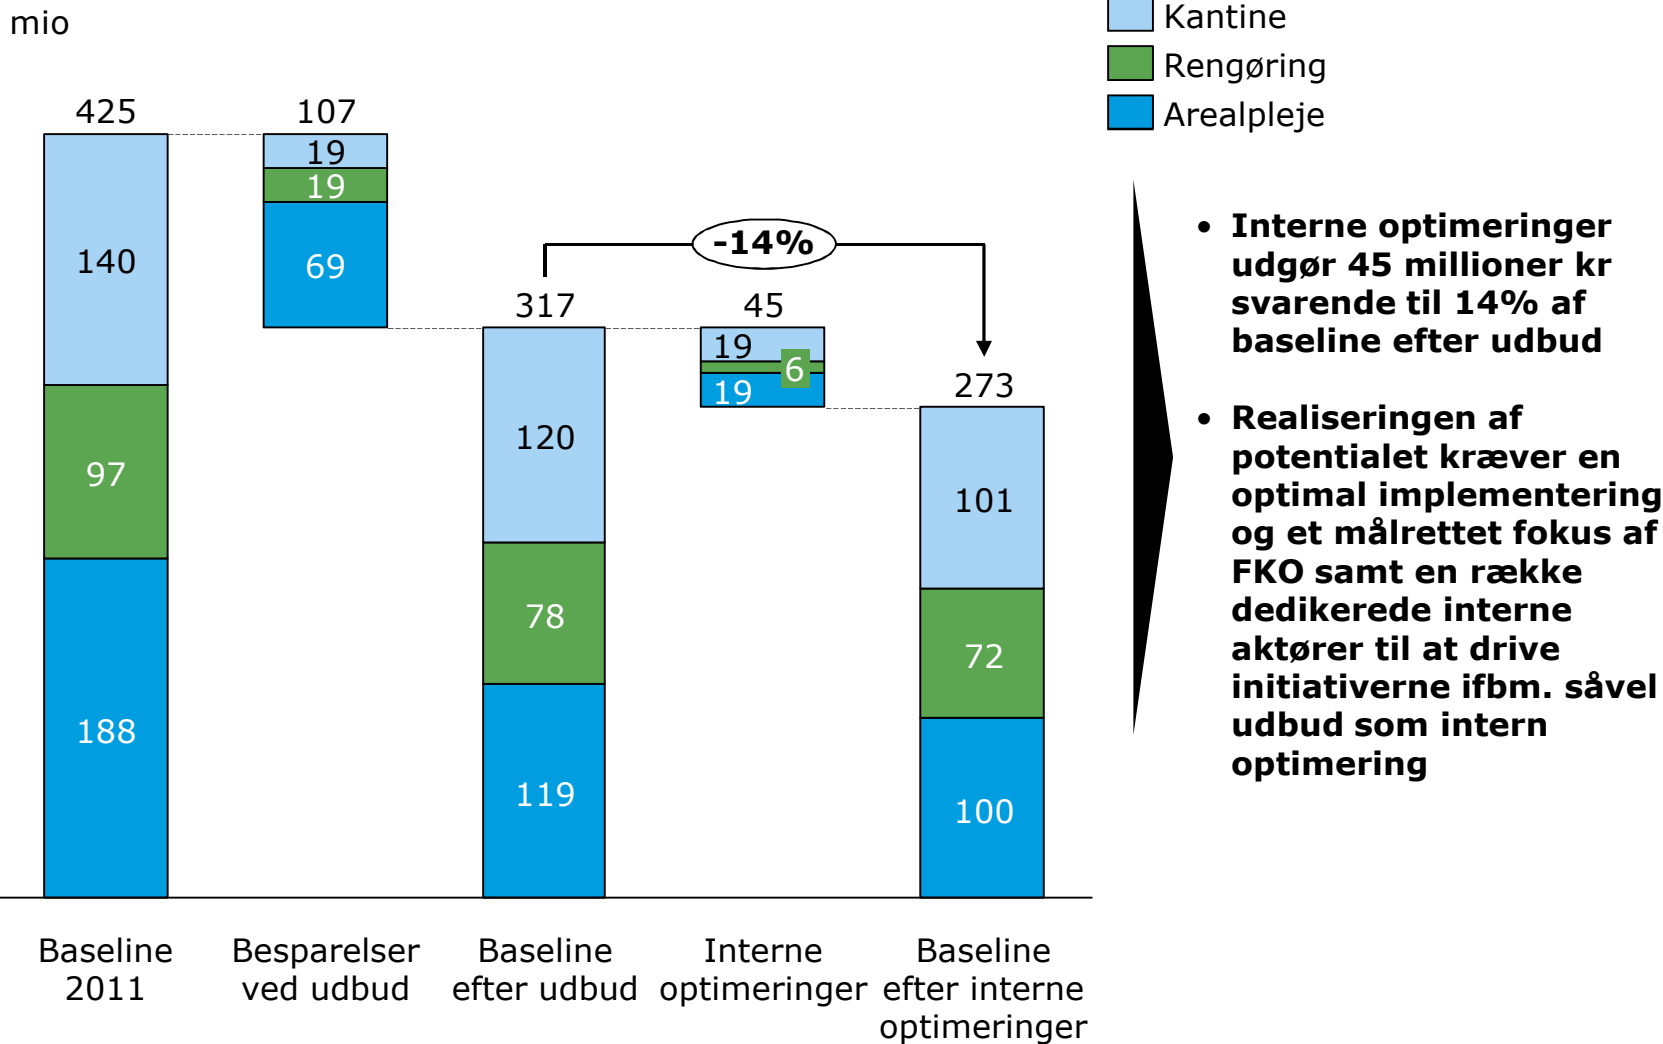 mio
Kantine
Rengøring
Arealpleje
425
107
19
19
69
140
97
188
-14%
317
120
78
119
45
19
6
19
273
101
72
100
Baseline
2011
Besparelser
ved udbud
Baseline
efter udbud
Interne
optimeringer
Baseline
efter interne
optimeringer
• Interne optimeringer
udgør 45 millioner kr
svarende til 14% af
baseline efter udbud
• Realiseringen af
potentialet kræver en
optimal implementering
og et målrettet fokus af
FKO samt en række
dedikerede interne
aktører til at drive
initiativerne ifbm. såvel
udbud som intern
optimering